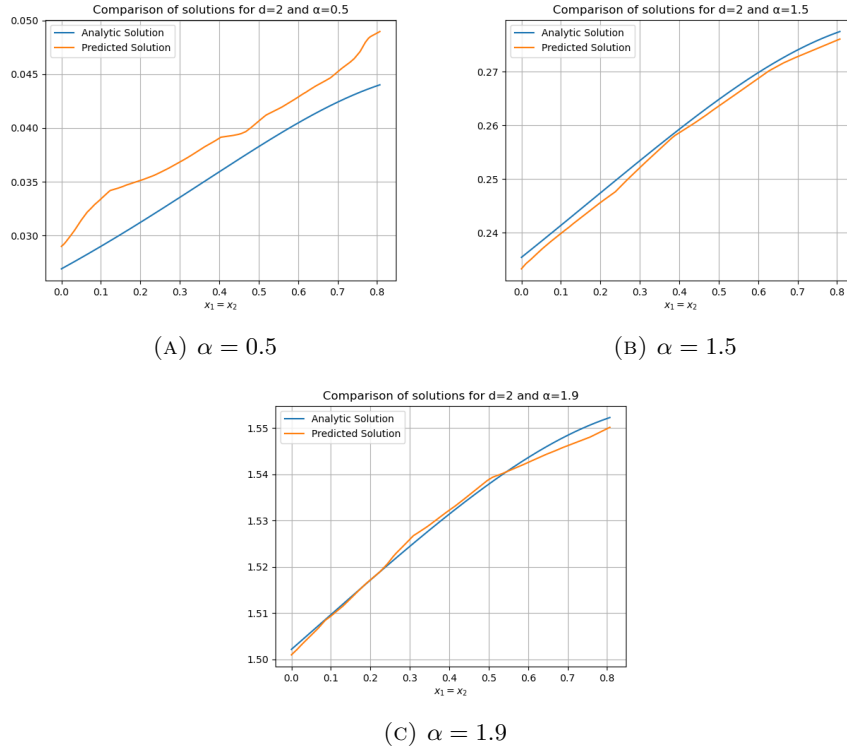 Comparison of solutions for d=2 and α=0.5
Analytic Solution
Predicted Solution
0.050
0.045
0.040
0.035
0.030
0.0 0.1 0.2 0.3 0.4 0.5 0.6 0.7 0.8
x₁ = x₂
(A) α = 0.5
Comparison of solutions for d=2 and α=1.5
Analytic Solution
Predicted Solution
0.27
0.26
0.25
0.24
0.0 0.1 0.2 0.3 0.4 0.5 0.6 0.7 0.8
x₁ = x₂
(B) α = 1.5
Comparison of solutions for d=2 and α=1.9
Analytic Solution
Predicted Solution
1.55
1.54
1.53
1.52
1.51
1.50
0.0 0.1 0.2 0.3 0.4 0.5 0.6 0.7 0.8
x₁ = x₂
(C) α = 1.9